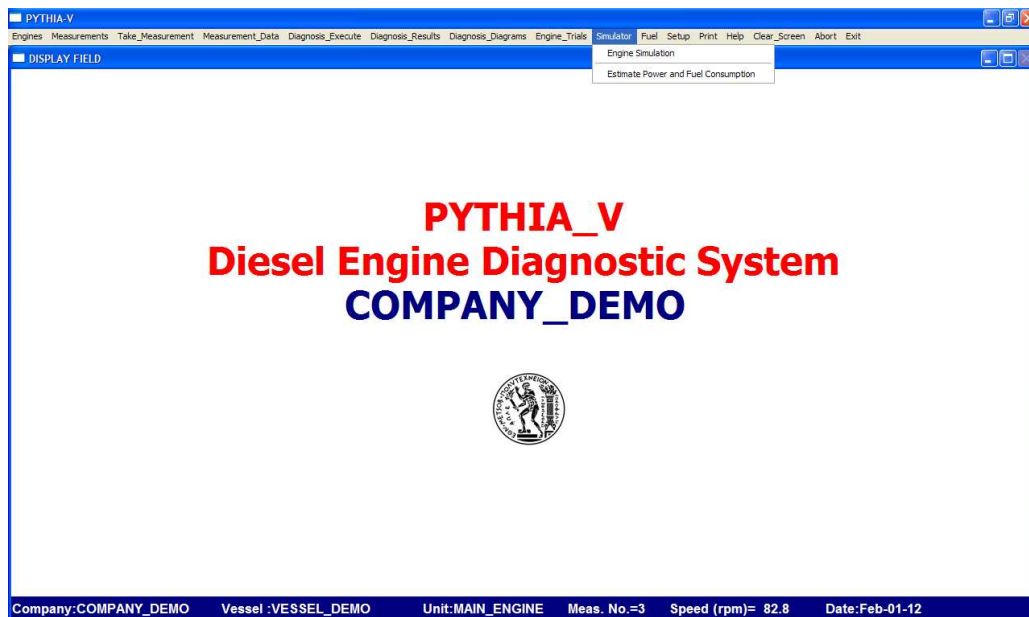 PYTHIA-V
Engines Measurements Take_Measurement Measurement_Data Diagnosis_Execute Diagnosis_Results Diagnosis_Diagrams Engine_Trials Simulator Fuel Setup Print Help Clear_Screen Abort Exit
DISPLAY FIELD
Engine Simulation
Estimate Power and Fuel Consumption
PYTHIA_V
Diesel Engine Diagnostic System
COMPANY_DEMO
Company:COMPANY_DEMO Vessel :VESSEL_DEMO Unit:MAIN_ENGINE Meas. No.=3 Speed (rpm)= 82.8 Date:Feb-01-12